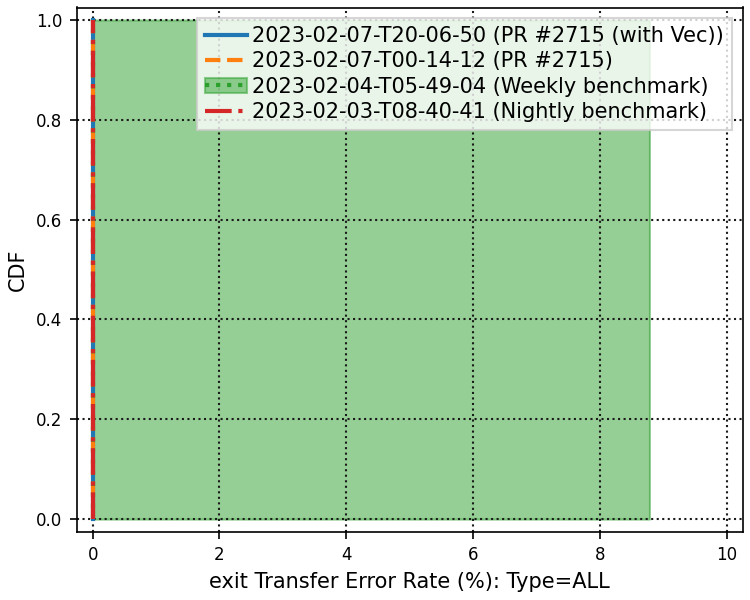 2023-02-07-T20-06-50 (PR #2715 (with Vec))
2023-02-07-T00-14-12 (PR #2715)
2023-02-04-T05-49-04 (Weekly benchmark)
2023-02-03-T08-40-41 (Nightly benchmark)
1.0
0.8
0.6
0.4
0.2
0.0
CDF
0 2 4 6 8 10
exit Transfer Error Rate (%): Type=ALL